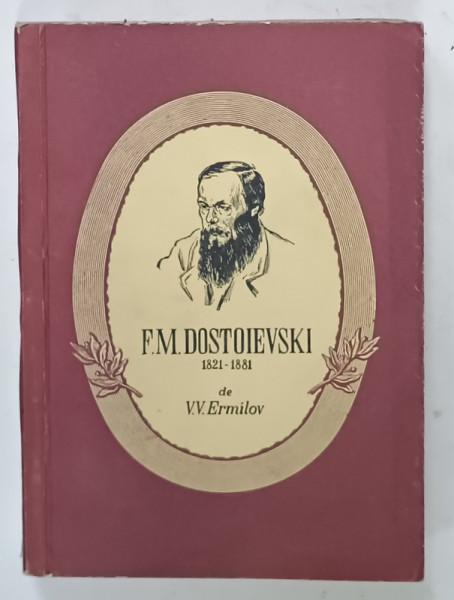 F.M. DOSTOIEVSKI
1821-1881
de
V.V. Ermilov